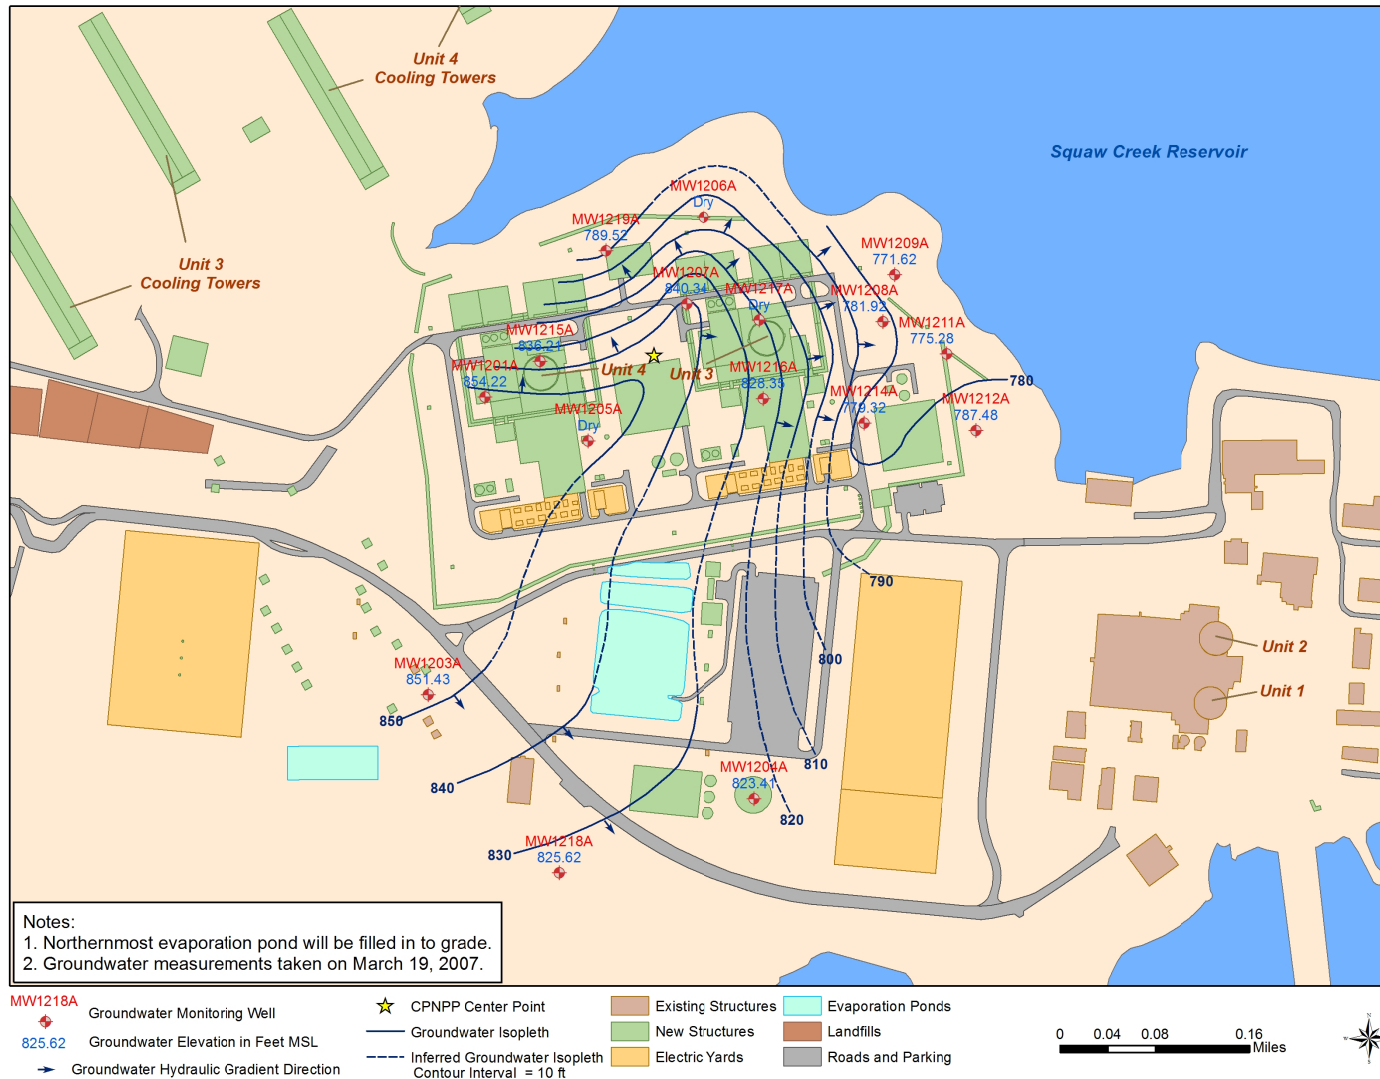 Unit 4
Cooling Towers
Squaw Creek Reservoir
Unit 3
Cooling Towers
MW1206A
Dry
MW1219A
789.52
MW1209A
771.62
MW1207A
840.31
MW1217A
Dry
MW1208A
781.92
MW1211A
775.28
MW1215A
836.21
MW1201A
854.22
Unit 4
Unit 3
MW1216A
828.35
MW1214A
779.32
780
MW1212A
787.48
MW1205A
Dry
790
Unit 2
Unit 1
800
MW1203A
851.43
850
810
MW1204A
823.41
840
820
830
MW1218A
825.62
Notes:
1. Northernmost evaporation pond will be filled in to grade.
2. Groundwater measurements taken on March 19, 2007.
MW1218A
Groundwater Monitoring Well
825.62
Groundwater Elevation in Feet MSL
Groundwater Hydraulic Gradient Direction
CPNPP Center Point
Groundwater Isopleth
Inferred Groundwater Isopleth
Contour Interval = 10 ft
Existing Structures
New Structures
Electric Yards
Evaporation Ponds
Landfills
Roads and Parking
0 0.04 0.08 0.16
Miles
N
W E
S